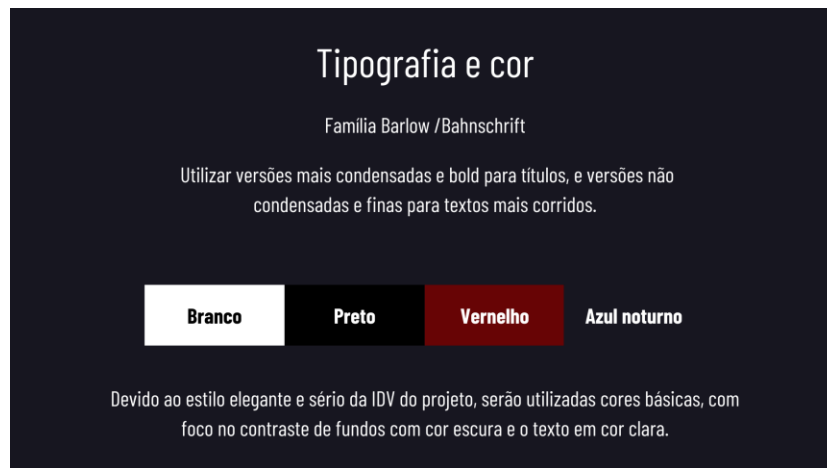 Tipografia e cor
Família Barlow /Bahnschrift
Utilizar versões mais condensadas e bold para títulos, e versões não
condensadas e finas para textos mais corridos.
Branco Preto Vernelho Azul noturno
Devido ao estilo elegante e sério da IDV do projeto, serão utilizadas cores básicas, com
foco no contraste de fundos com cor escura e o texto em cor clara.